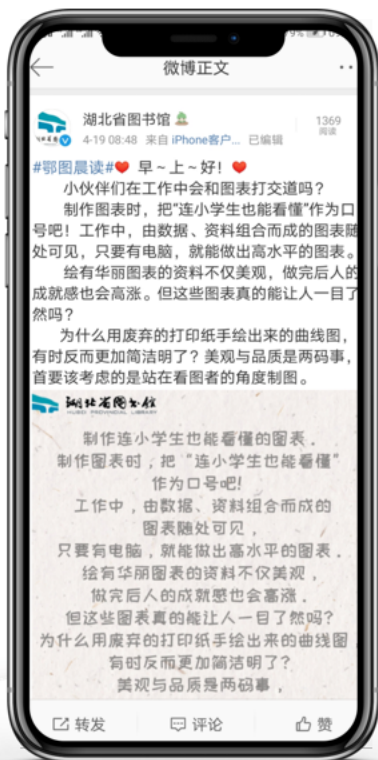 微博正文
湖北省图书馆
4-19 08:48 来自 iPhone客户... 已编辑
1369
阅读
#鄂图晨读#❤ 早~上~好！❤
小伙伴们在工作中会和图表打交道吗？
制作图表时，把“连小学生也能看懂”作为口
号吧！工作中，由数据、资料组合而成的图表随
处可见，只要有电脑，就能做出高水平的图表。
绘有华丽图表的资料不仅美观，做完后人的
成就感也会高涨。但这些图表真的能让人一目了
然吗？
为什么用废弃的打印纸手绘出来的曲线图，
有时反而更加简洁明了？美观与品质是两码事，
首要该考虑的是站在看图者的角度制图。
湖北省图书馆
HUBEI PROVINCIAL LIBRARY
制作连小学生也能看懂的图表．
制作图表时，把“连小学生也能看懂”
作为口号吧！
工作中，由数据、资料组合而成的
图表随处可见，
只要有电脑，就能做出高水平的图表．
绘有华丽图表的资料不仅美观，
做完后人的成就感也会高涨．
但这些图表真的能让人一目了然吗？
为什么用废弃的打印纸手绘出来的曲线图
有时反而更加简洁明了？
美观与品质是两码事，
转发 评论 赞